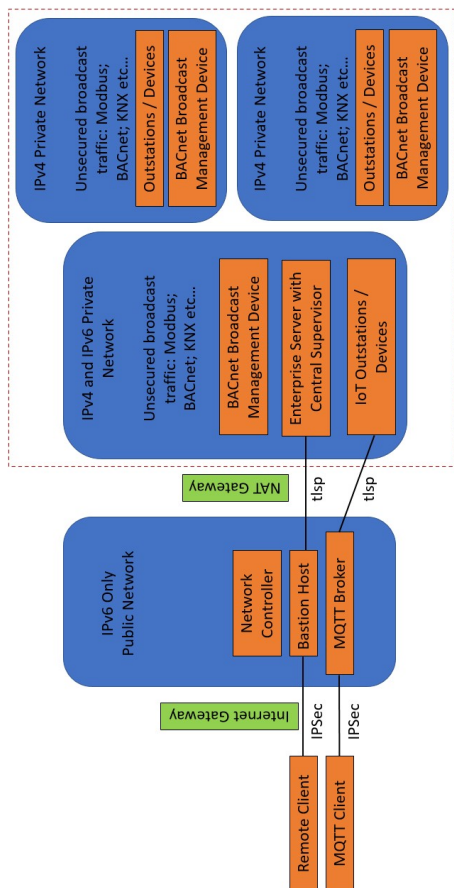 Remote Client
MQTT Client
Internet Gateway
IPSec
IPSec
IPv6 Only
Public Network
Network
Controller
Bastion Host
MQTT Broker
NAT Gateway
tlsp
tlsp
IPv4 and IPv6 Private
Network
Unsecured broadcast
traffic: Modbus;
BACnet; KNX etc...
BACnet Broadcast
Management Device
Enterprise Server with
Central Supervisor
IoT Outstations /
Devices
IPv4 Private Network
Unsecured broadcast
traffic: Modbus;
BACnet; KNX etc...
Outstations / Devices
BACnet Broadcast
Management Device
IPv4 Private Network
Unsecured broadcast
traffic: Modbus;
BACnet; KNX etc...
Outstations / Devices
BACnet Broadcast
Management Device